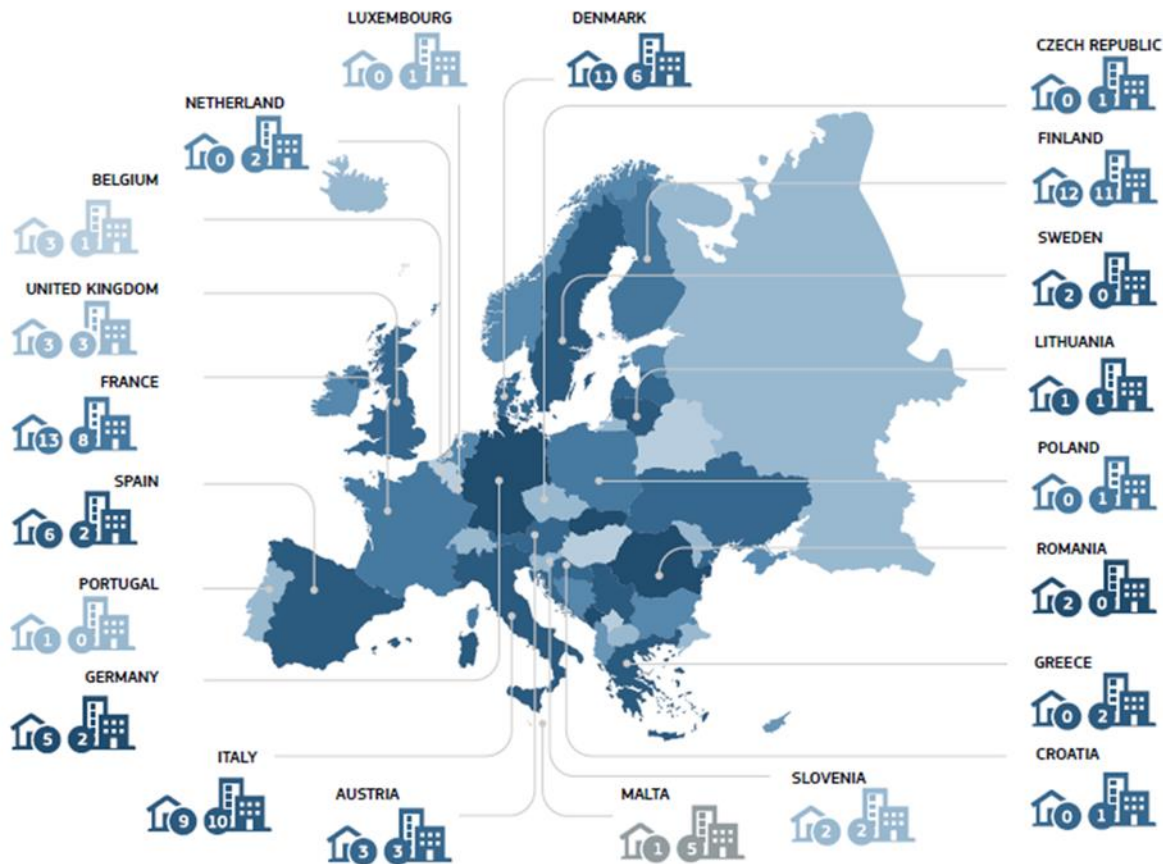 LUXEMBOURG
0 1
DENMARK
11 6
CZECH REPUBLIC
0 1
NETHERLAND
0 2
FINLAND
12 11
BELGIUM
3 1
SWEDEN
2 0
UNITED KINGDOM
3 3
LITHUANIA
1 1
FRANCE
13 8
POLAND
0 1
SPAIN
6 2
ROMANIA
2 0
PORTUGAL
1 0
GREECE
0 2
GERMANY
5 2
CROATIA
0 1
ITALY
9 10
AUSTRIA
3 3
MALTA
1 5
SLOVENIA
2 2